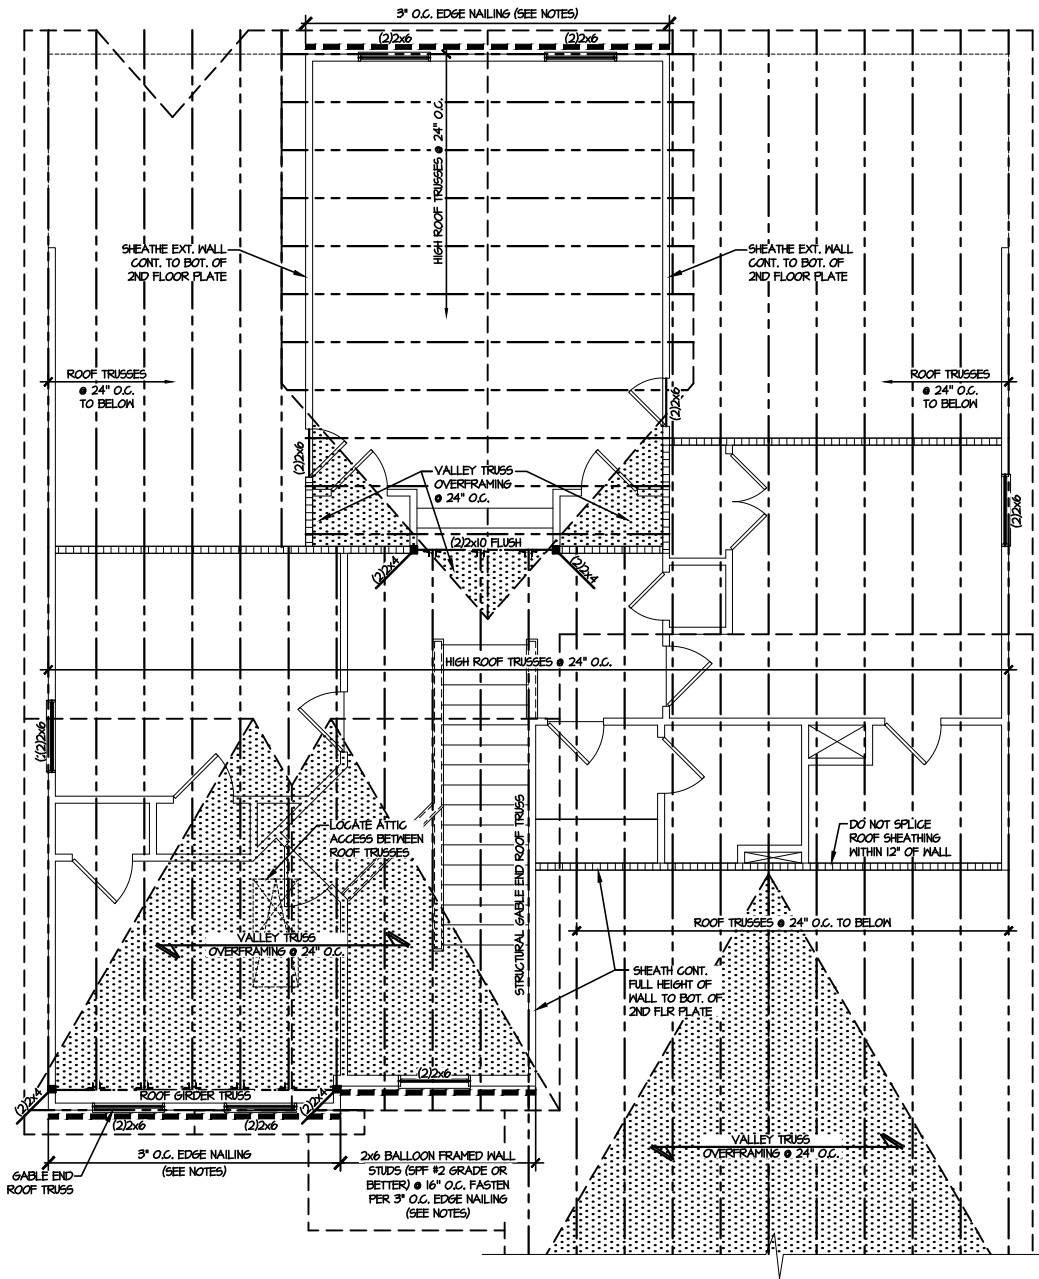 3" O.C. EDGE NAILING (SEE NOTES)
(2)2x6
(2)2x6
HIGH ROOF TRUSSES @ 24" O.C.
SHEATHE EXT. WALL
CONT. TO BOT. OF
2ND FLOOR PLATE
SHEATHE EXT. WALL
CONT. TO BOT. OF
2ND FLOOR PLATE
ROOF TRUSSES
@ 24" O.C.
TO BELOW
ROOF TRUSSES
@ 24" O.C.
TO BELOW
(2)2x6
(2)2x6
VALLEY TRUSS
OVERFRAMING
@ 24" O.C.
(2)2x6
(2)2x10 FLUSH
(2)2x4
(2)2x4
HIGH ROOF TRUSSES @ 24" O.C.
(2)2x6
STRUCTURAL GABLE END ROOF TRUSS
LOCATE ATTIC
ACCESS BETWEEN
ROOF TRUSSES
DO NOT SPLICE
ROOF SHEATHING
WITHIN 12" OF WALL
ROOF TRUSSES @ 24" O.C. TO BELOW
VALLEY TRUSS
OVERFRAMING @ 24" O.C.
SHEATH CONT.
FULL HEIGHT OF
WALL TO BOT. OF
2ND FLR PLATE
(2)2x6
(2)2x4
ROOF GIRDER TRUSS
(2)2x4
(2)2x6
(2)2x6
VALLEY TRUSS
OVERFRAMING @ 24" O.C.
3" O.C. EDGE NAILING
(SEE NOTES)
GABLE END
ROOF TRUSS
2x6 BALLOON FRAMED WALL
STUDS (SPF #2 GRADE OR
BETTER) @ 16" O.C. FASTEN
PER 3" O.C. EDGE NAILING
(SEE NOTES)